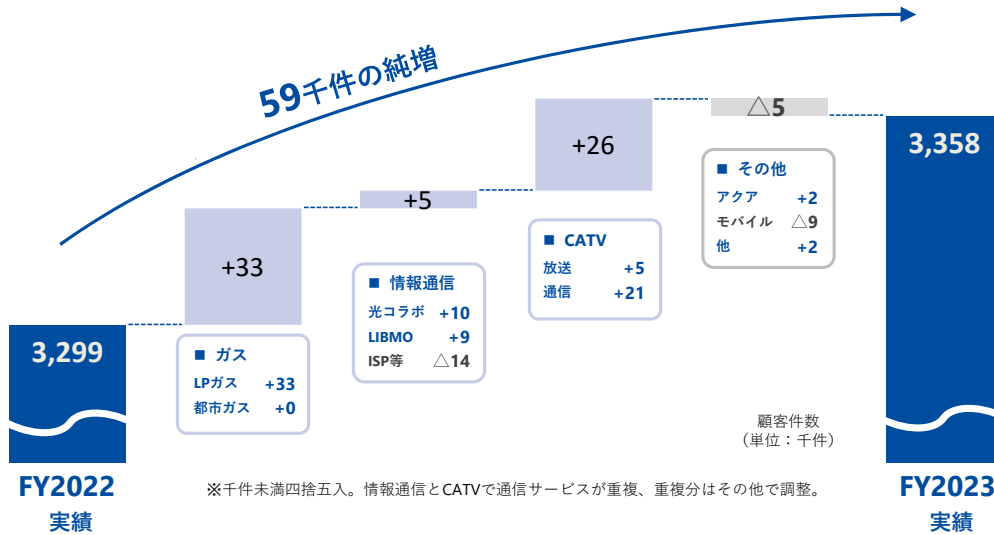 59千件の純増
3,299
+33
+5
+26
△5
3,358
■ ガス
LPガス +33
都市ガス +0
■ 情報通信
光コラボ +10
LIBMO +9
ISP等 △14
■ CATV
放送 +5
通信 +21
■ その他
アクア +2
モバイル △9
他 +2
顧客件数
（単位：千件）
FY2022
実績
FY2023
実績
※千件未満四捨五入。情報通信とCATVで通信サービスが重複、重複分はその他で調整。